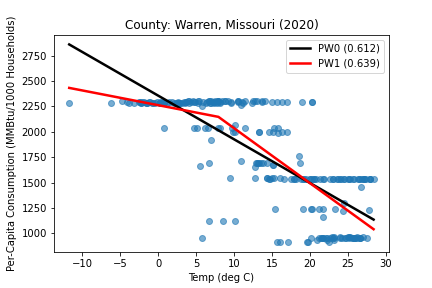 County: Warren, Missouri (2020)
Per-Capita Consumption (MMBtu/1000 Households)
PW0 (0.612)
PW1 (0.639)
2750
2500
2250
2000
1750
1500
1250
1000
−10 −5 0 5 10 15 20 25 30
Temp (deg C)